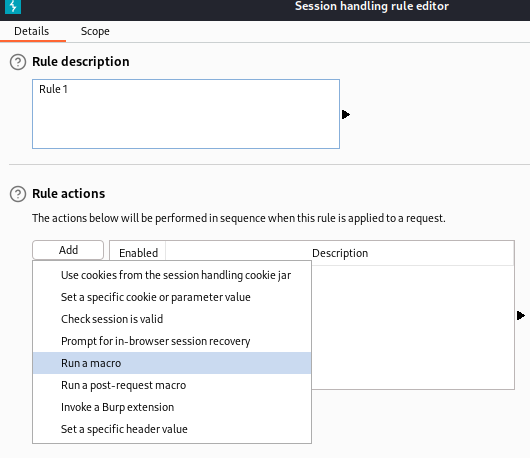 Session handling rule editor
Details
Scope
Rule description
Rule 1
Rule actions
The actions below will be performed in sequence when this rule is applied to a request.
Add
Enabled
Description
Use cookies from the session handling cookie jar
Set a specific cookie or parameter value
Check session is valid
Prompt for in-browser session recovery
Run a macro
Run a post-request macro
Invoke a Burp extension
Set a specific header value